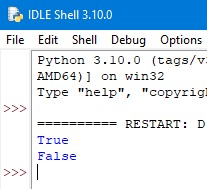 IDLE Shell 3.10.0
File Edit Shell Debug Options
Python 3.10.0 (tags/v3
AMD64)] on win32
Type "help", "copyrig
>>>
========== RESTART: D
True
False
>>>